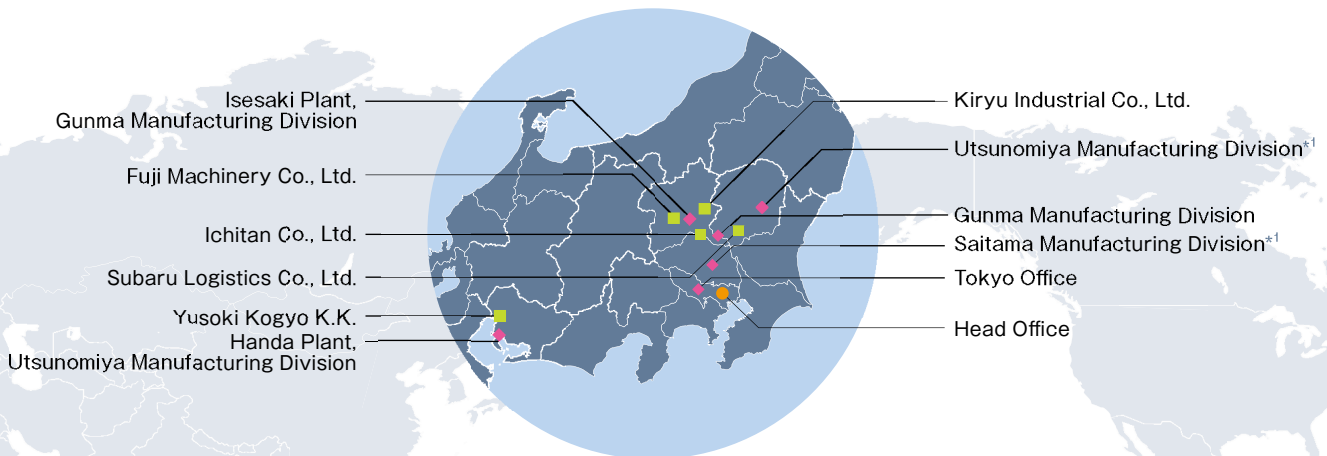 Isesaki Plant,
Gunma Manufacturing Division
Fuji Machinery Co., Ltd.
Ichitan Co., Ltd.
Subaru Logistics Co., Ltd.
Yusoki Kogyo K.K.
Handa Plant,
Utsunomiya Manufacturing Division
Kiryu Industrial Co., Ltd.
Utsunomiya Manufacturing Division*1
Gunma Manufacturing Division
Saitama Manufacturing Division*1
Tokyo Office
Head Office